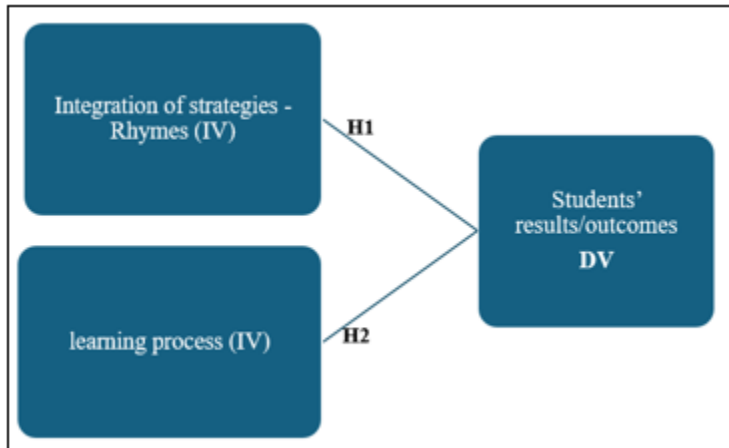 Integration of strategies -
Rhymes (IV)
H1
Students’
results/outcomes
DV
learning process (IV)
H2